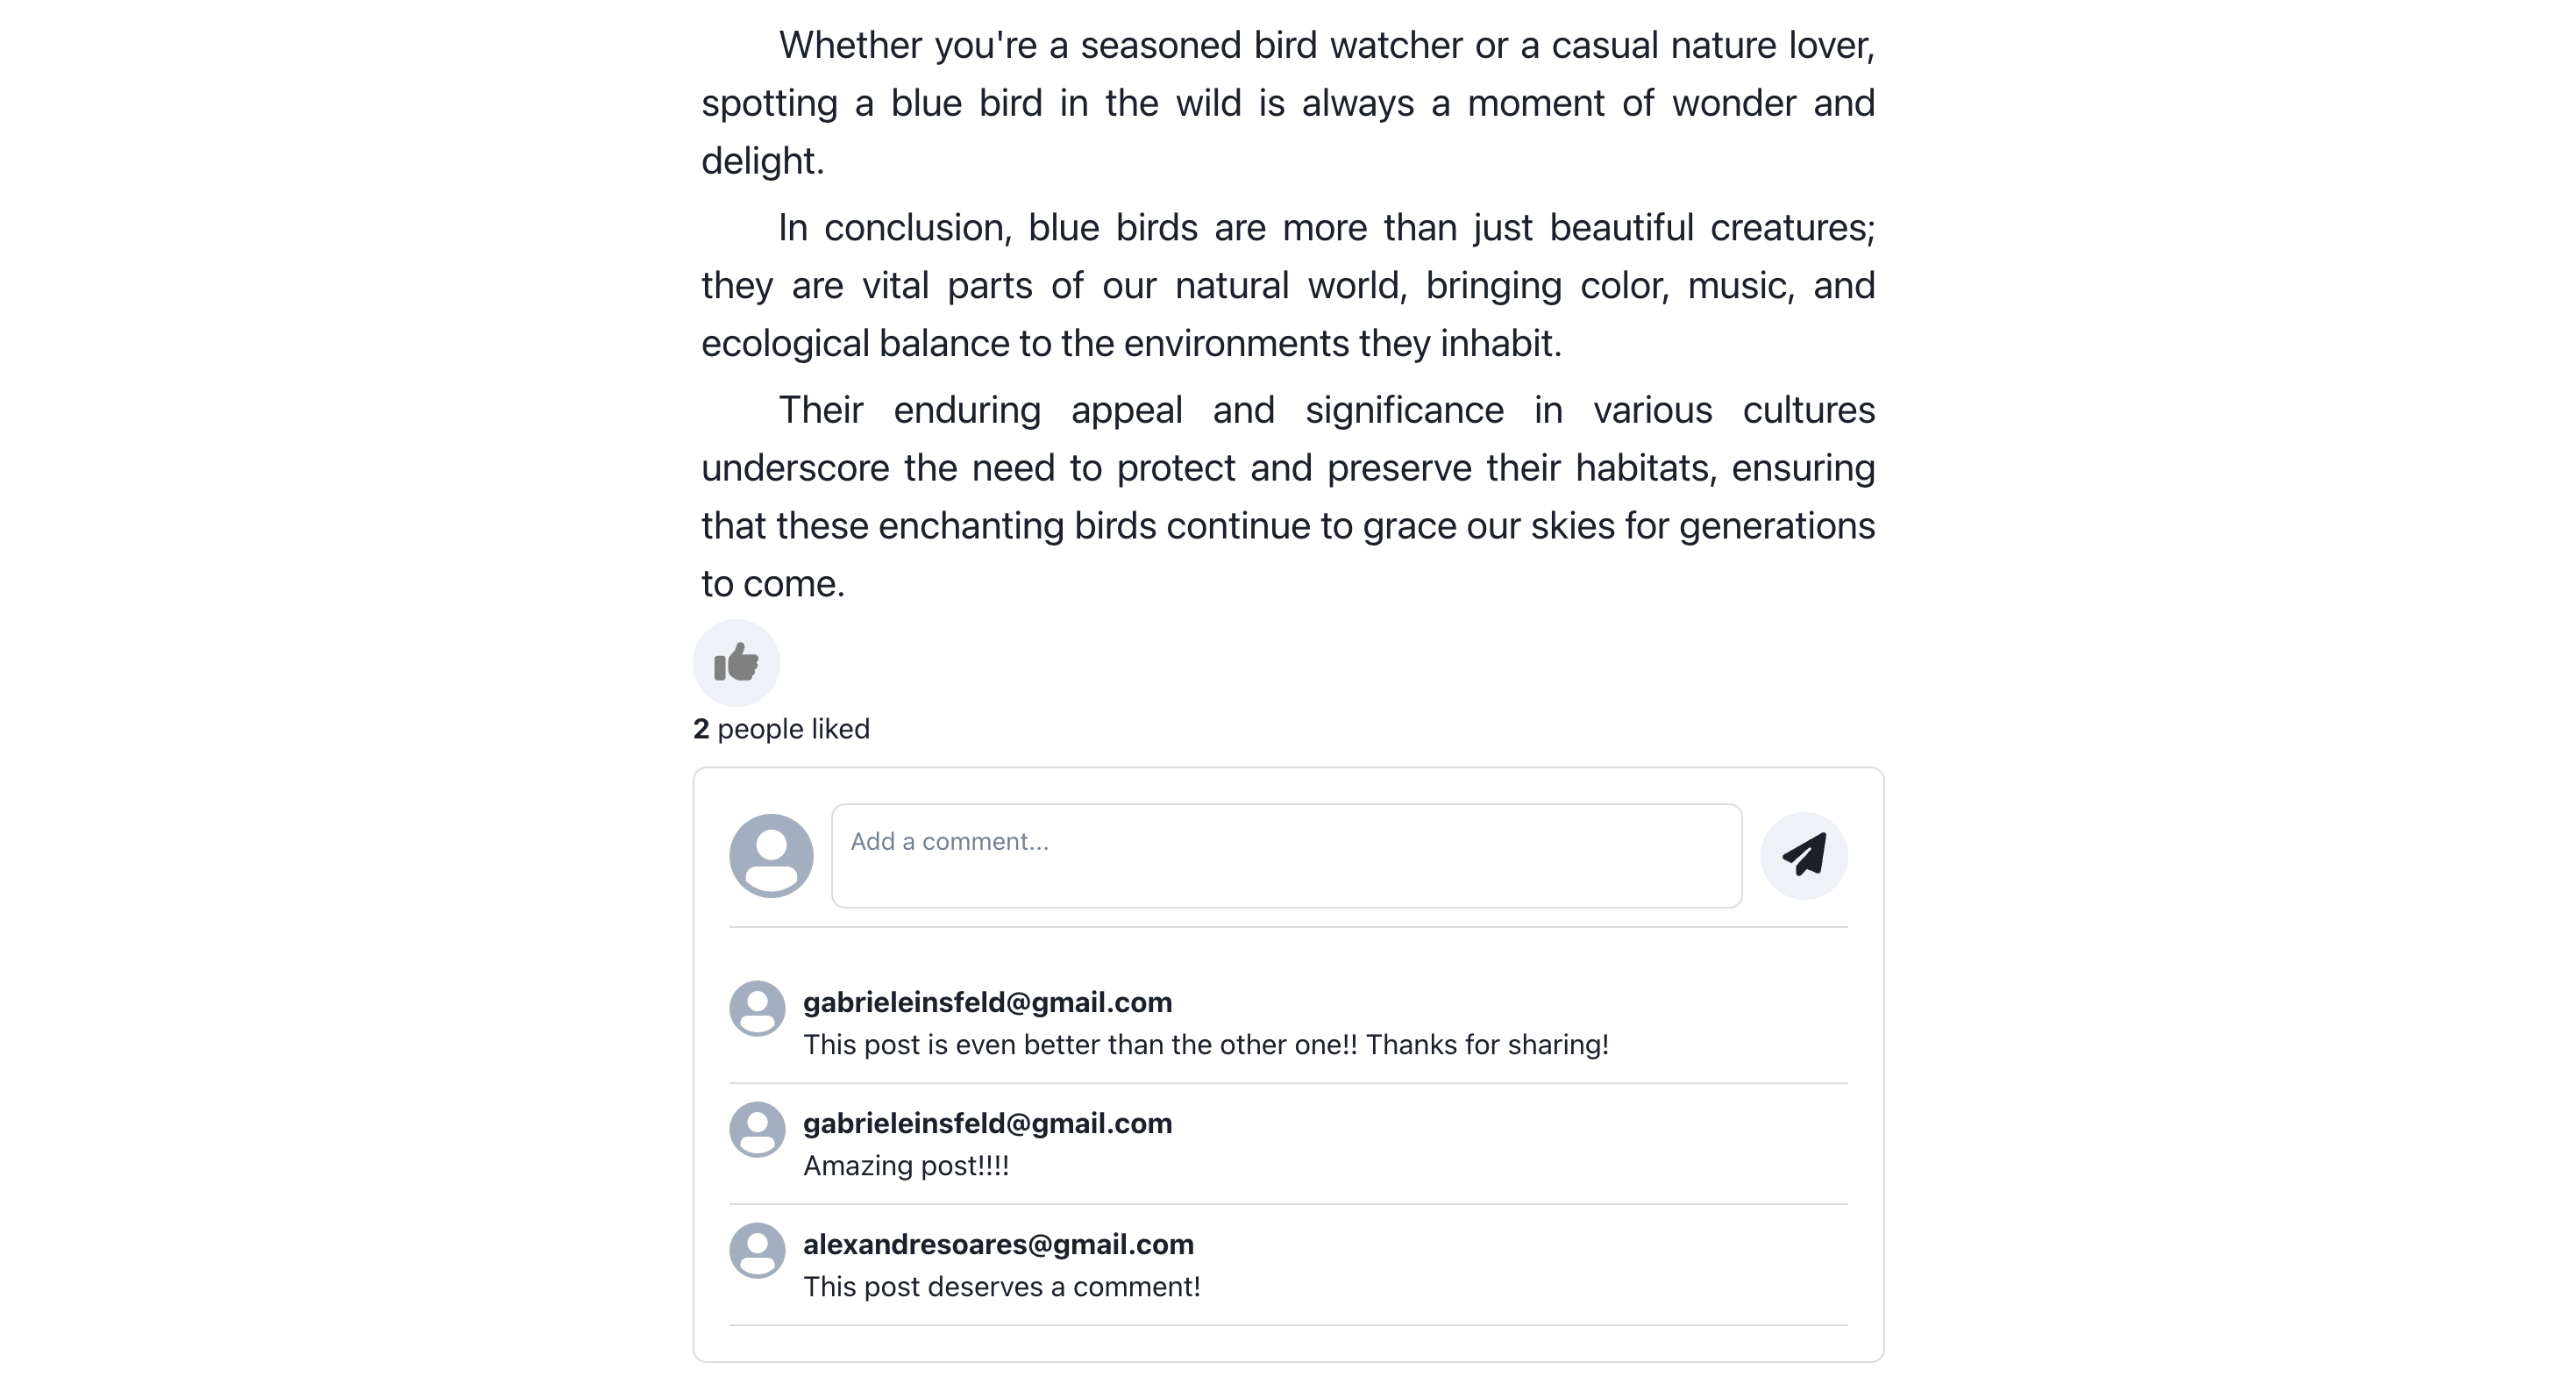 Whether you're a seasoned bird watcher or a casual nature lover,
spotting a blue bird in the wild is always a moment of wonder and
delight.
In conclusion, blue birds are more than just beautiful creatures;
they are vital parts of our natural world, bringing color, music, and
ecological balance to the environments they inhabit.
Their enduring appeal and significance in various cultures
underscore the need to protect and preserve their habitats, ensuring
that these enchanting birds continue to grace our skies for generations
to come.
2 people liked
Add a comment...
gabrieleinsfeld@gmail.com
This post is even better than the other one!! Thanks for sharing!
gabrieleinsfeld@gmail.com
Amazing post!!!!
alexandresoares@gmail.com
This post deserves a comment!